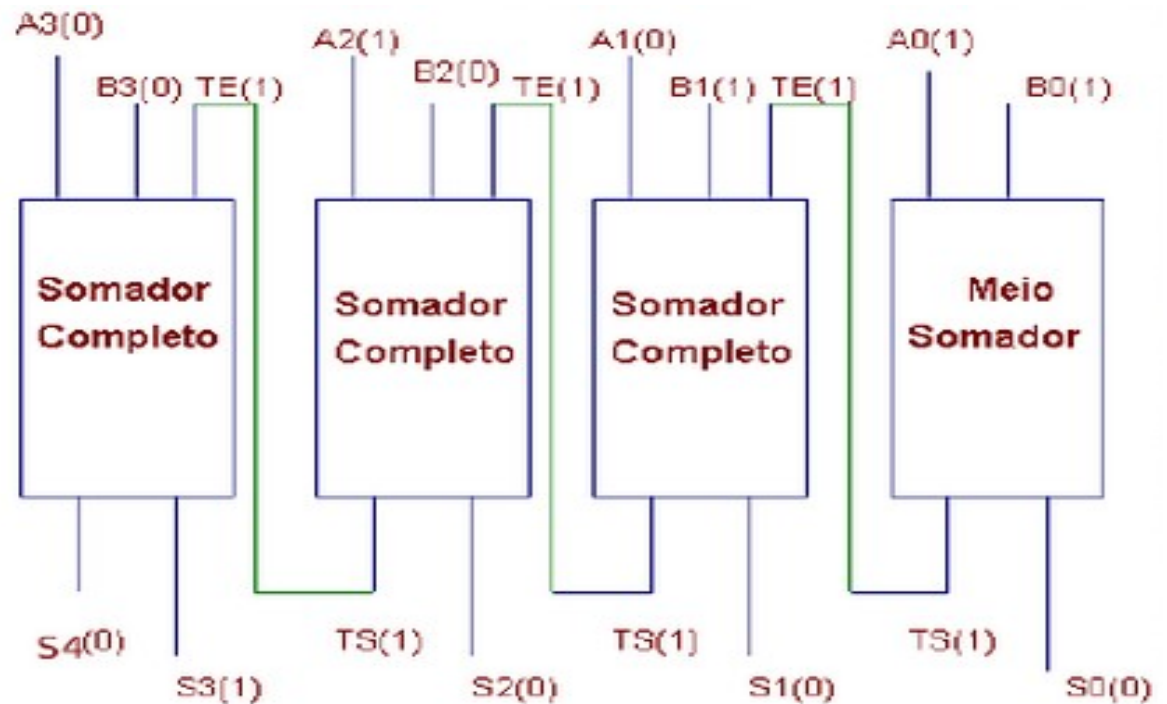 A3(0)
B3(0) TE(1)
A2(1)
B2(0) TE(1)
A1(0)
B1(1) TE(1)
A0(1)
B0(1)
Somador
Completo
Somador
Completo
Somador
Completo
Meio
Somador
S4(0)
S3(1)
TS(1)
S2(0)
TS(1)
S1(0)
TS(1)
S0(0)